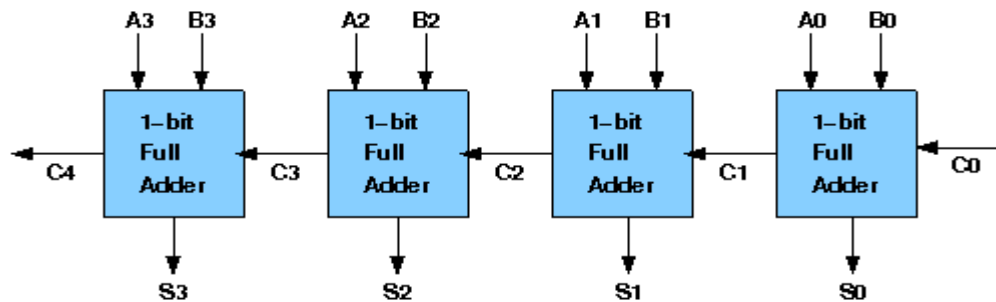 A3 B3 A2 B2 A1 B1 A0 B0
1-bit Full Adder
1-bit Full Adder
1-bit Full Adder
1-bit Full Adder
C4 C3 C2 C1 C0
S3 S2 S1 S0